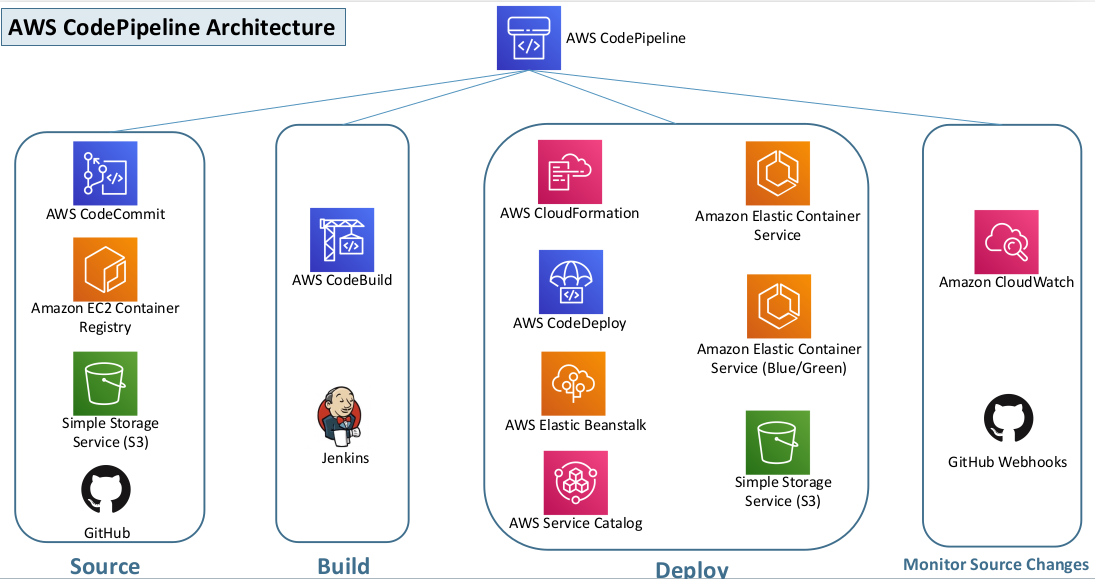 AWS CodePipeline Architecture
AWS CodePipeline
AWS CodeCommit
Amazon EC2 Container
Registry
Simple Storage
Service (S3)
GitHub
Source
AWS CodeBuild
Jenkins
Build
AWS CloudFormation
AWS CodeDeploy
AWS Elastic Beanstalk
AWS Service Catalog
Amazon Elastic Container
Service
Amazon Elastic Container
Service (Blue/Green)
Simple Storage
Service (S3)
Deploy
Amazon CloudWatch
GitHub Webhooks
Monitor Source Changes